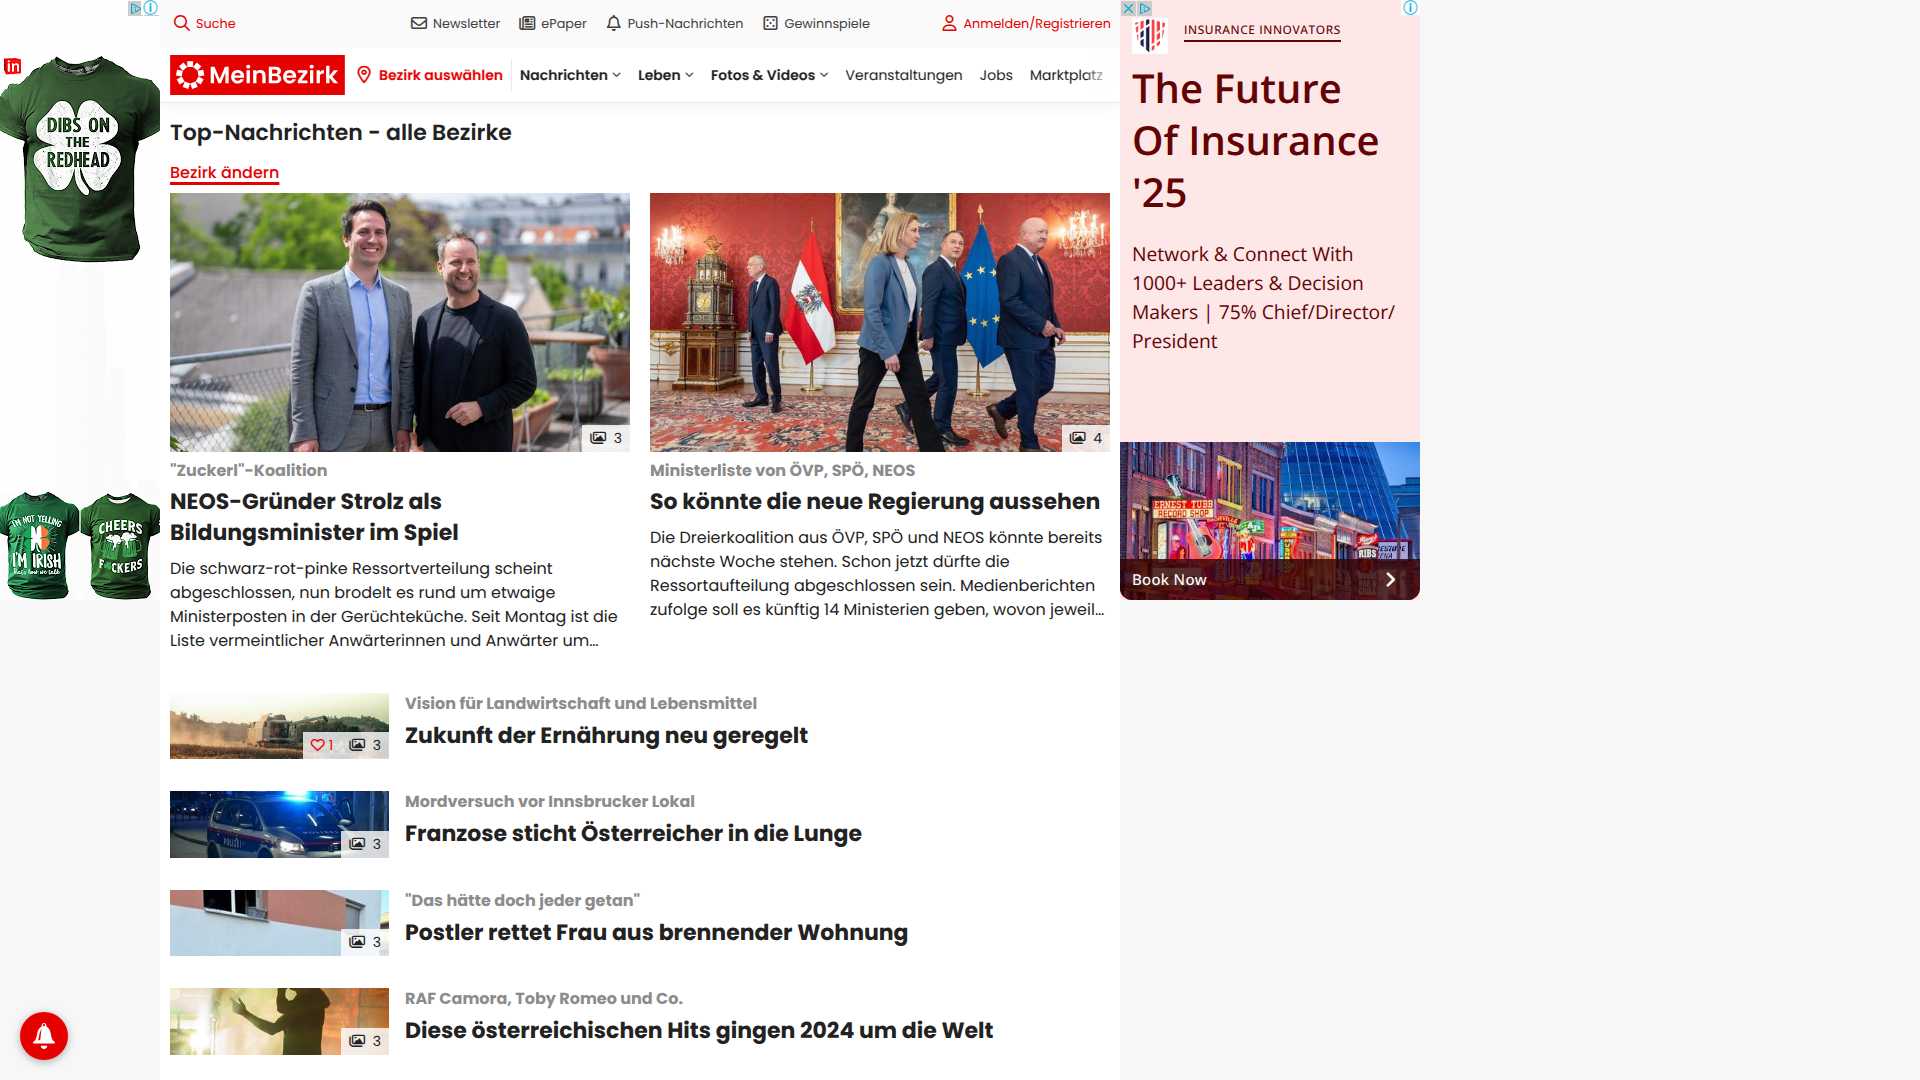 Suche
Newsletter
ePaper
Push-Nachrichten
Gewinnspiele
Anmelden/Registrieren
MeinBezirk
Bezirk auswählen
Nachrichten
Leben
Fotos & Videos
Veranstaltungen
Jobs
Marktplatz
Top-Nachrichten - alle Bezirke
Bezirk ändern
3
"Zuckerl"-Koalition
NEOS-Gründer Strolz als
Bildungsminister im Spiel
Die schwarz-rot-pinke Ressortverteilung scheint
abgeschlossen, nun brodelt es rund um etwaige
Ministerposten in der Gerüchteküche. Seit Montag ist die
Liste vermeintlicher Anwärterinnen und Anwärter um...
4
Ministerliste von ÖVP, SPÖ, NEOS
So könnte die neue Regierung aussehen
Die Dreierkoalition aus ÖVP, SPÖ und NEOS könnte bereits
nächste Woche stehen. Schon jetzt dürfte die
Ressortaufteilung abgeschlossen sein. Medienberichten
zufolge soll es künftig 14 Ministerien geben, wovon jeweil...
1
3
Vision für Landwirtschaft und Lebensmittel
Zukunft der Ernährung neu geregelt
3
Mordversuch vor Innsbrucker Lokal
Franzose sticht Österreicher in die Lunge
3
"Das hätte doch jeder getan"
Postler rettet Frau aus brennender Wohnung
3
RAF Camora, Toby Romeo und Co.
Diese österreichischen Hits gingen 2024 um die Welt
in
DIBS ON
THE
REDHEAD
I'M NOT YELLING
I'M IRISH
CHEERS
F CKERS
INSURANCE INNOVATORS
The Future
Of Insurance
'25
Network & Connect With
1000+ Leaders & Decision
Makers | 75% Chief/Director/
President
ERNEST TUBB
RECORD SHOP
RIBS
Book Now